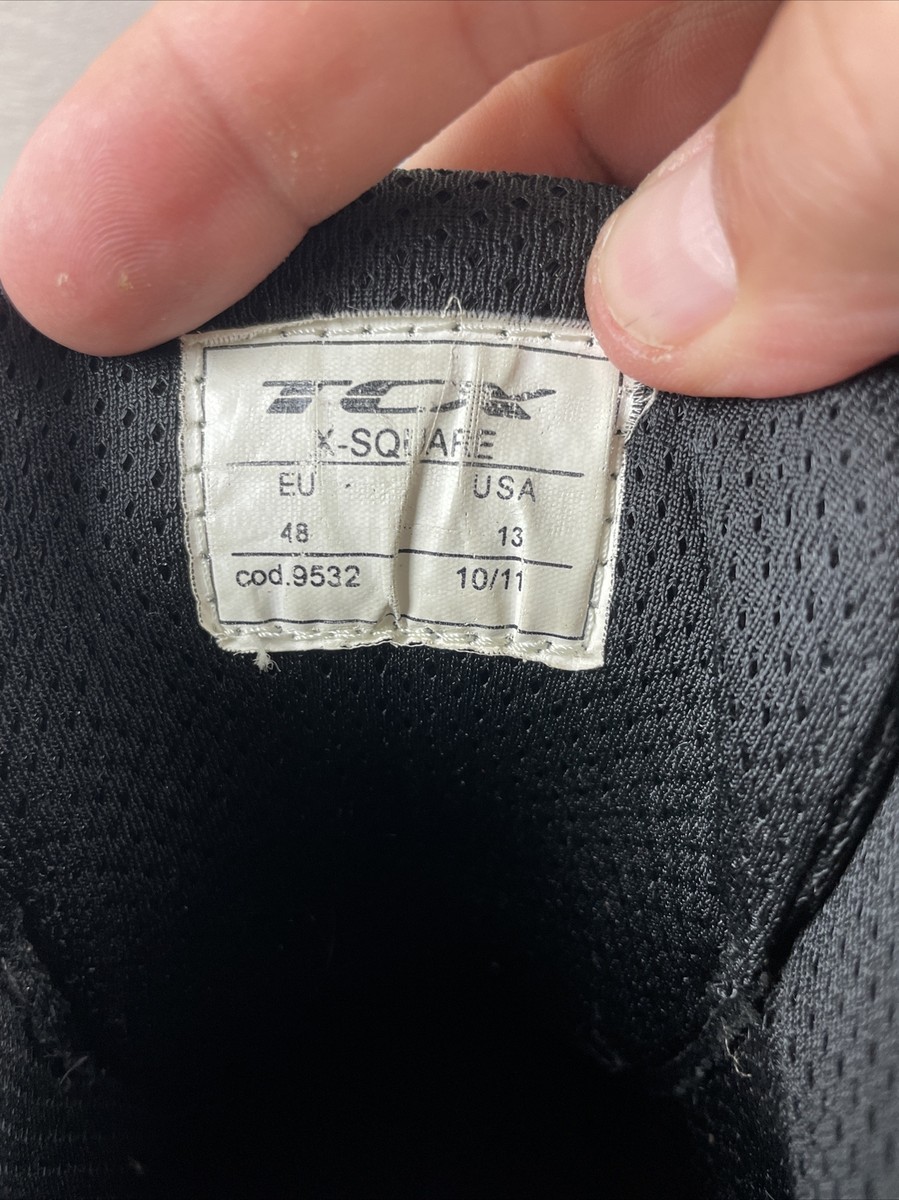 TCX
X-SQUARE
EU USA
48 13
cod.9532 10/11